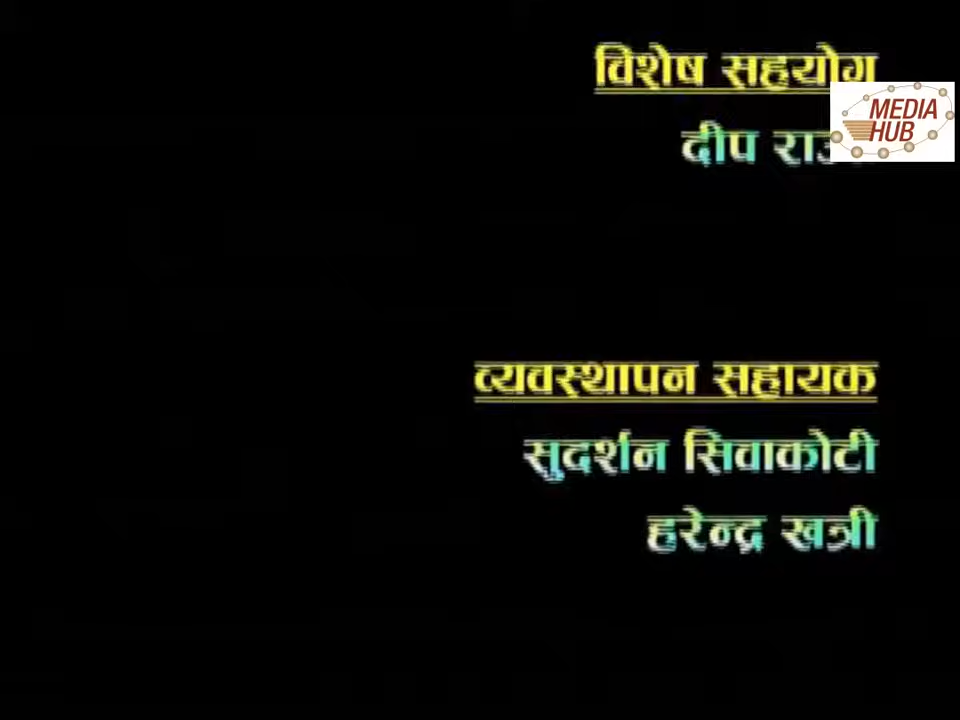 विशेष सहयोग
MEDIA
HUB
दीप
व्यवस्थापन सहायक
सुदर्शन सिवाकोटी
हरेन्द्र खत्री